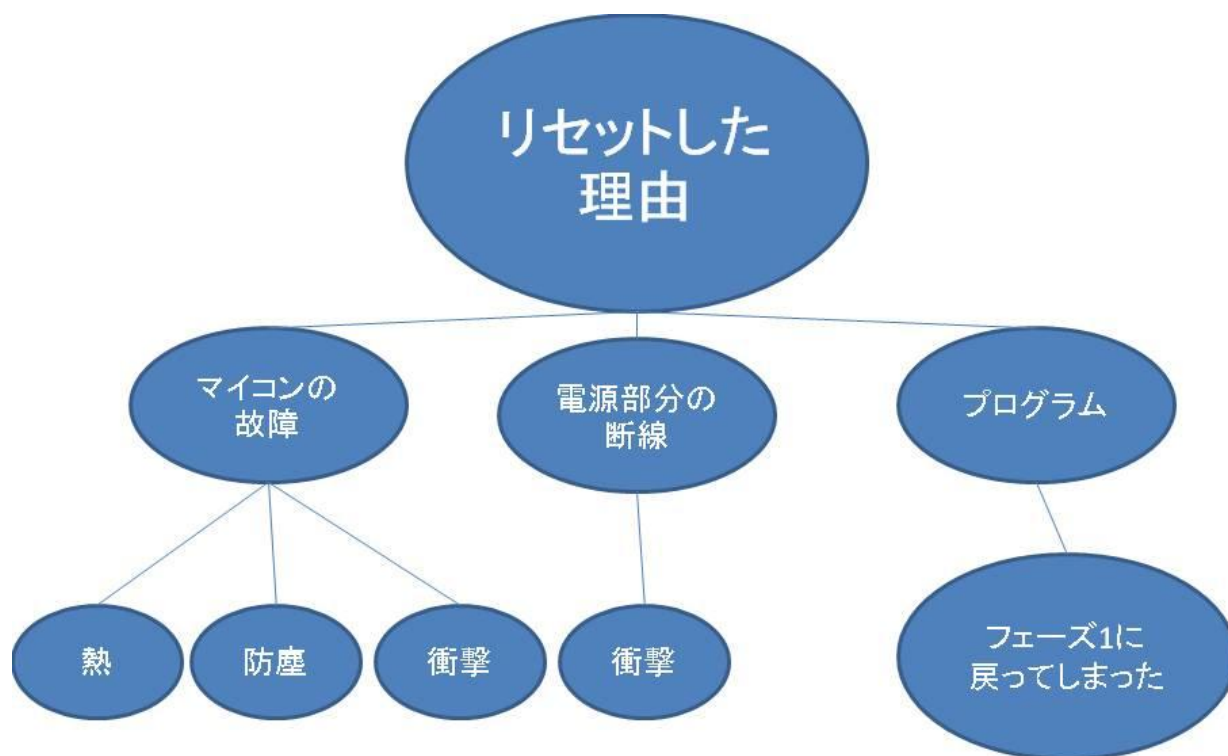 リセットした
理由
マイコンの
故障
電源部分の
断線
プログラム
熱
防塵
衝撃
衝撃
フェーズ1に
戻ってしまった